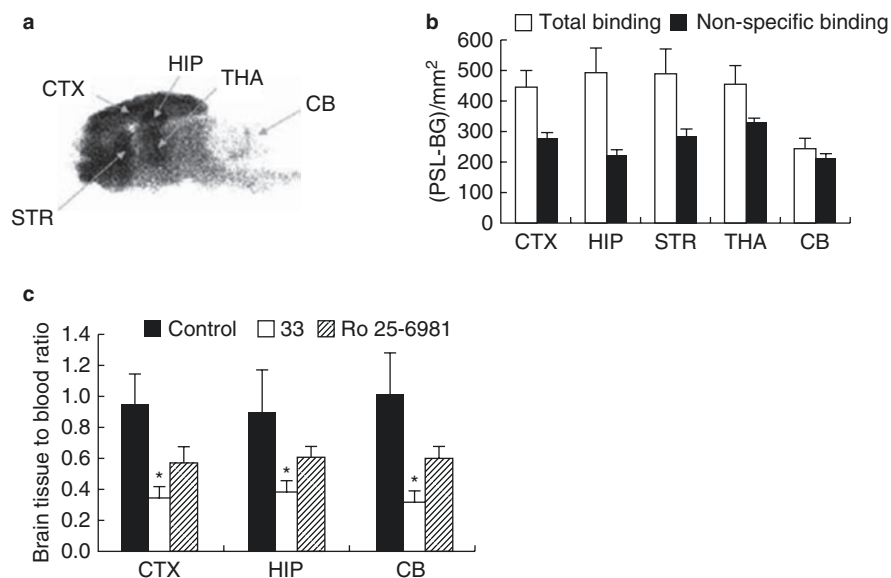 a
HIP
CTX
THA
CB
STR
b
Total binding
Non-specific binding
(PSL-BG)/mm²
600
500
400
300
200
100
0
CTX HIP STR THA CB
c
Control 33 Ro 25-6981
Brain tissue to blood ratio
1.4
1.2
1.0
0.8
0.6
0.4
0.2
0.0
* * *
CTX HIP CB